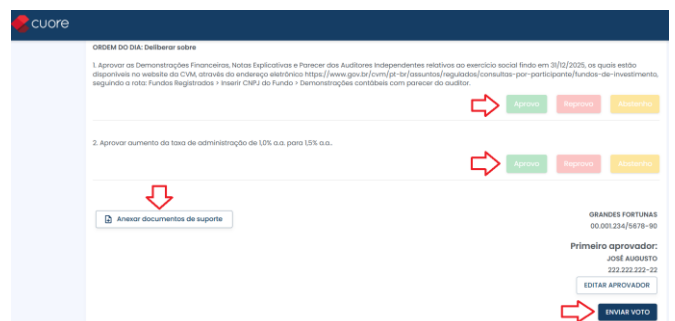 cuore
ORDEM DO DIA: Deliberar sobre
1. Aprovar as Demonstrações Financeiras, Notas Explicativas e Parecer dos Auditores Independentes relativos ao exercício social findo em 31/12/2025, os quais estão
disponíveis no website da CVM, através do endereço eletrônico https://www.gov.br/cvm/pt-br/assuntos/regulados/consultas-por-participante/fundos-de-investimento,
seguindo a rota: Fundos Registrados > Inserir CNPJ do Fundo > Demonstrações contábeis com parecer do auditor.
Aprovo Reprovo Abstenho
2. Aprovar aumento da taxa de administração de 1,0% a.a. para 1,5% a.a..
Aprovo Reprovo Abstenho
Anexar documentos de suporte
GRANDES FORTUNAS
00.001.234/5678-90
Primeiro aprovador:
JOSÉ AUGUSTO
222.222.222-22
EDITAR APROVADOR
ENVIAR VOTO